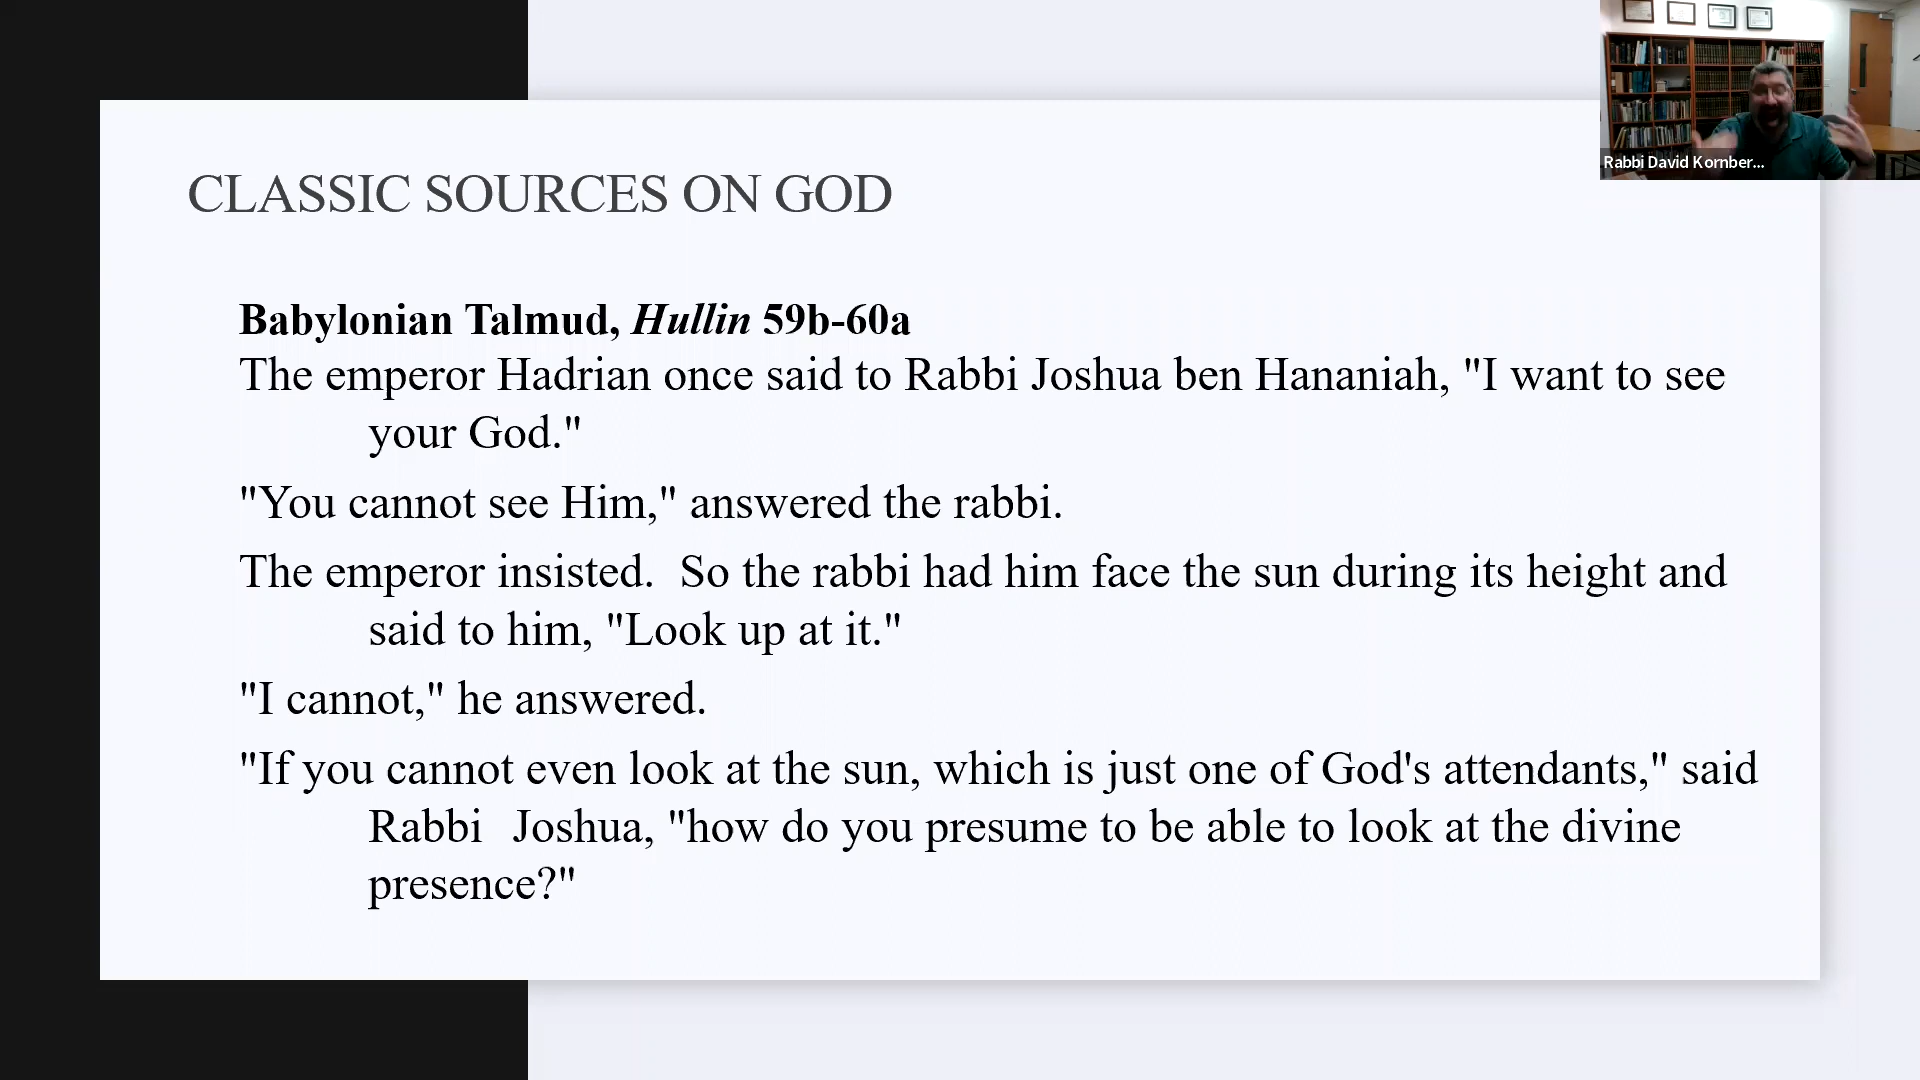 Rabbi David Kornber...
CLASSIC SOURCES ON GOD
Babylonian Talmud, Hullin 59b-60a
The emperor Hadrian once said to Rabbi Joshua ben Hananiah, "I want to see
your God."
"You cannot see Him," answered the rabbi.
The emperor insisted.  So the rabbi had him face the sun during its height and
said to him, "Look up at it."
"I cannot," he answered.
"If you cannot even look at the sun, which is just one of God's attendants," said
Rabbi  Joshua, "how do you presume to be able to look at the divine
presence?"